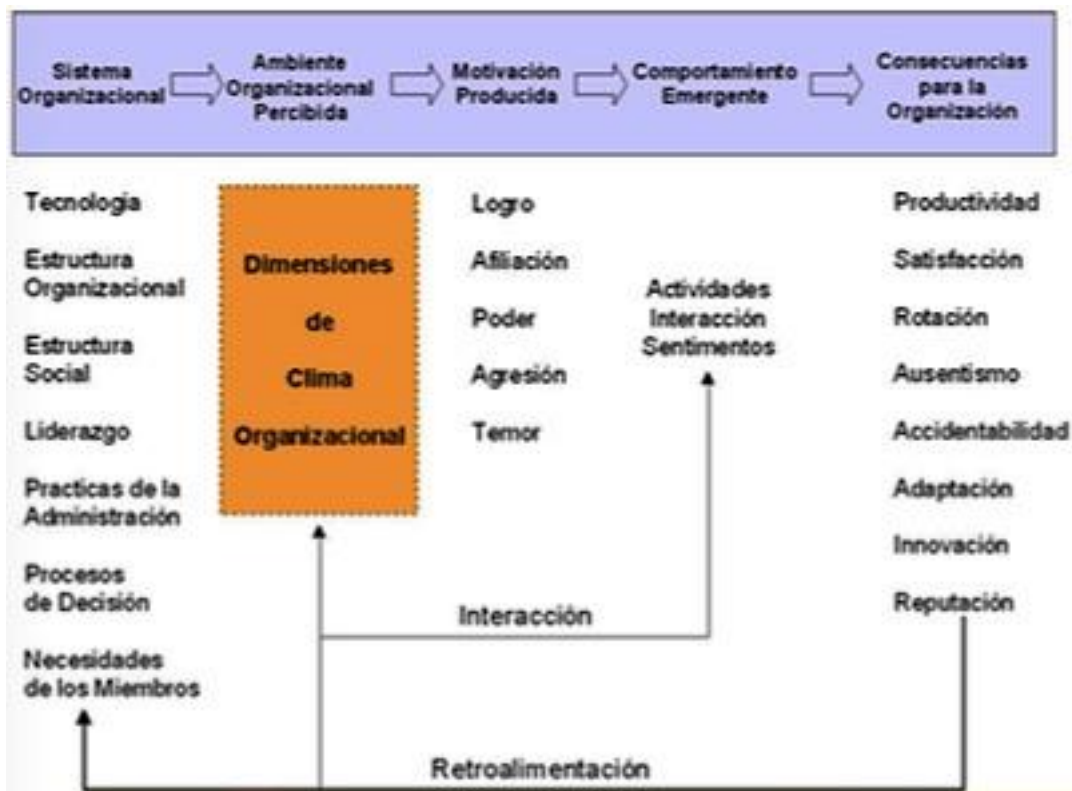 Sistema
Organizacional
Ambiente
Organizacional
Percibida
Motivación
Producida
Comportamiento
Emergente
Consecuencias
para la
Organización
Tecnología
Estructura
Organizacional
Estructura
Social
Liderazgo
Practicas de la
Administración
Procesos
de Decisión
Necesidades
de los Miembros
Dimensiones
de
Clima
Organizacional
Logro
Afiliación
Poder
Agresión
Temor
Actividades
Interacción
Sentimentos
Productividad
Satisfacción
Rotación
Ausentismo
Accidentabilidad
Adaptación
Innovación
Reputación
Interacción
Retroalimentación